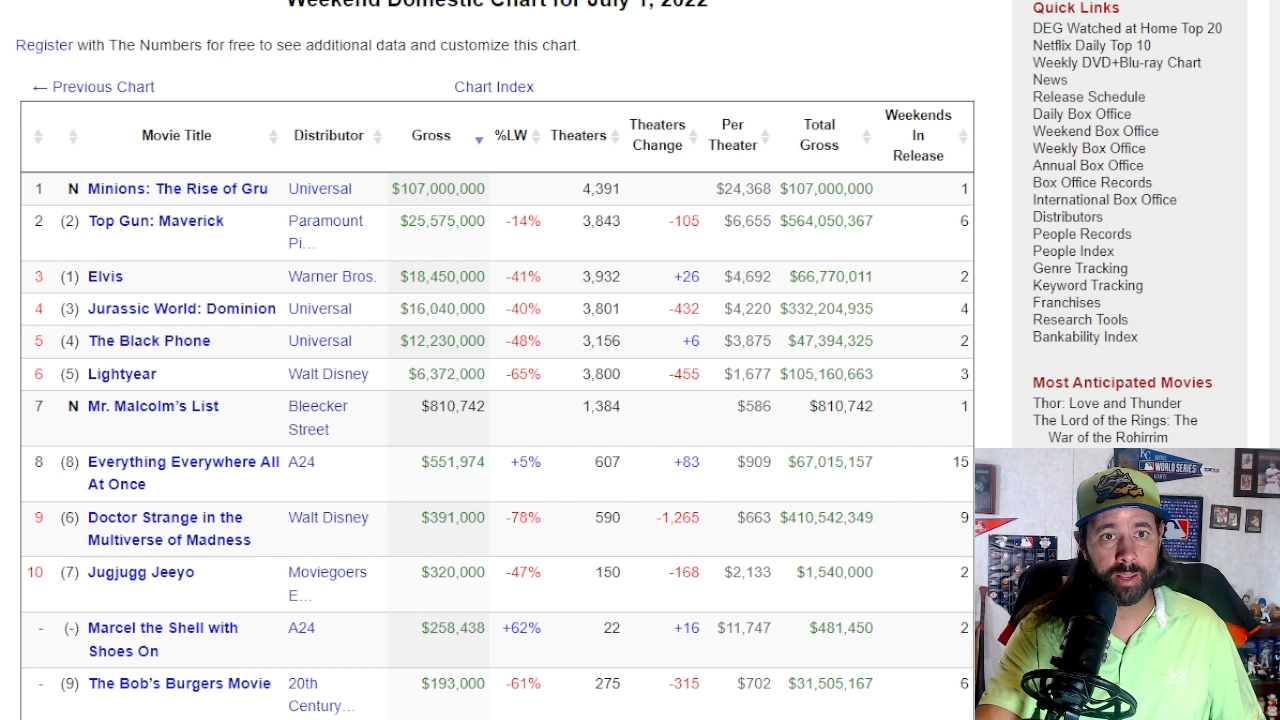 Weekend Domestic Chart for July 1, 2022
Register with The Numbers for free to see additional data and customize this chart.
← Previous Chart Chart Index
Movie Title Distributor Gross %LW Theaters Theaters Change Per Theater Total Gross Weekends In Release
1 N Minions: The Rise of Gru Universal $107,000,000 4,391 $24,368 $107,000,000 1
2 (2) Top Gun: Maverick Paramount Pi... $25,575,000 -14% 3,843 -105 $6,655 $564,050,367 6
3 (1) Elvis Warner Bros. $18,450,000 -41% 3,932 +26 $4,692 $66,770,011 2
4 (3) Jurassic World: Dominion Universal $16,040,000 -40% 3,801 -432 $4,220 $332,204,935 4
5 (4) The Black Phone Universal $12,230,000 -48% 3,156 +6 $3,875 $47,394,325 2
6 (5) Lightyear Walt Disney $6,372,000 -65% 3,800 -455 $1,677 $105,160,663 3
7 N Mr. Malcolm’s List Bleecker Street $810,742 1,384 $586 $810,742 1
8 (8) Everything Everywhere All At Once A24 $551,974 +5% 607 +83 $909 $67,015,157 15
9 (6) Doctor Strange in the Multiverse of Madness Walt Disney $391,000 -78% 590 -1,265 $663 $410,542,349 9
10 (7) Jugjugg Jeeyo Moviegoers E... $320,000 -47% 150 -168 $2,133 $1,540,000 2
- (-) Marcel the Shell with Shoes On A24 $258,438 +62% 22 +16 $11,747 $481,450 2
- (9) The Bob’s Burgers Movie 20th Century... $193,000 -61% 275 -315 $702 $31,505,167 6
Quick Links
DEG Watched at Home Top 20
Netflix Daily Top 10
Weekly DVD+Blu-ray Chart
News
Release Schedule
Daily Box Office
Weekend Box Office
Weekly Box Office
Annual Box Office
Box Office Records
International Box Office
Distributors
People Records
People Index
Genre Tracking
Keyword Tracking
Franchises
Research Tools
Bankability Index
Most Anticipated Movies
Thor: Love and Thunder
The Lord of the Rings: The
War of the Rohirrim
KC
WORLD SERIES